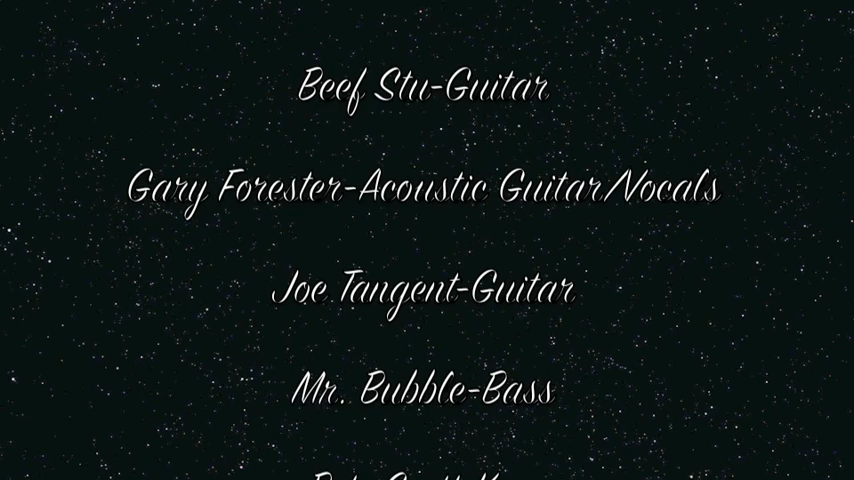 Beef Stu-Guitar
Gary Forester-Acoustic Guitar/Vocals
Joe Tangent-Guitar
Mr. Bubble-Bass